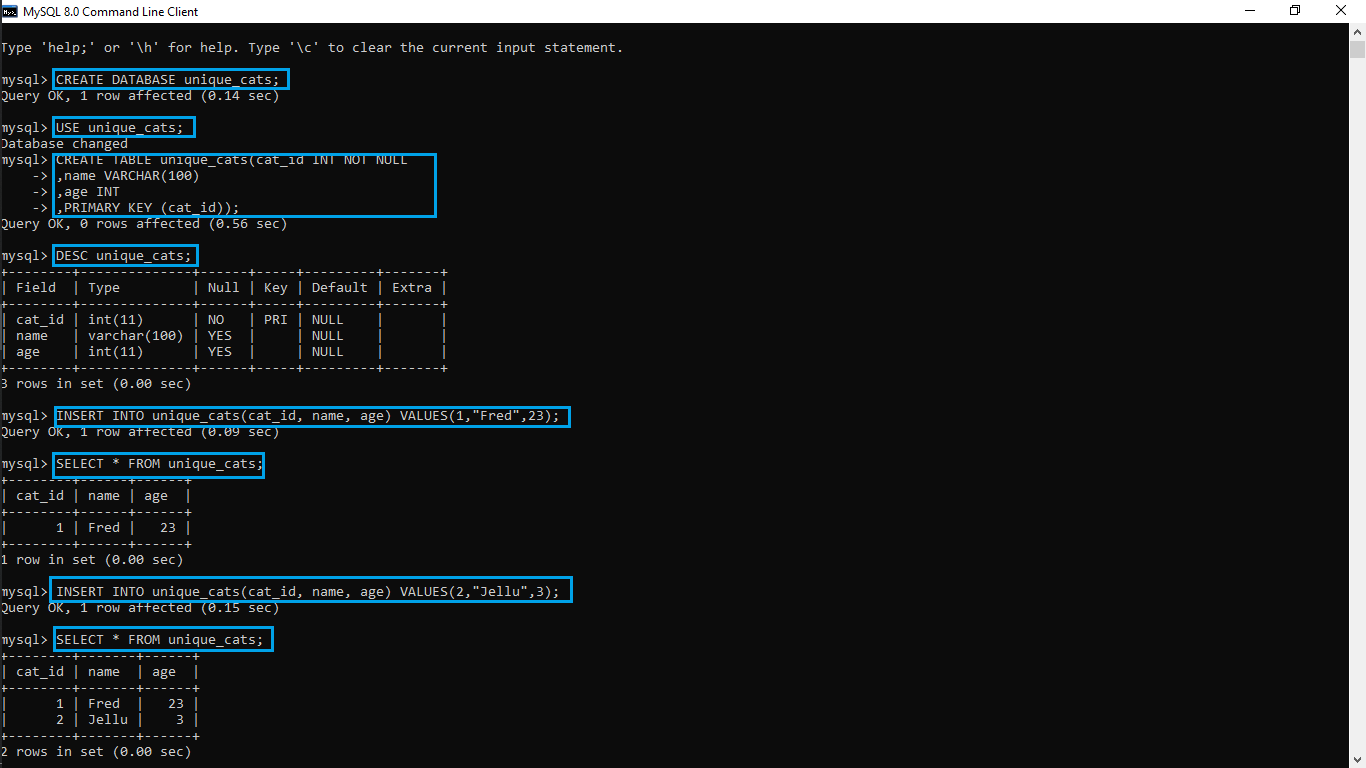 MySQL 8.0 Command Line Client
Type 'help;' or '\h' for help. Type '\c' to clear the current input statement.
mysql> CREATE DATABASE unique_cats;
Query OK, 1 row affected (0.14 sec)
mysql> USE unique_cats;
Database changed
mysql> CREATE TABLE unique_cats(cat_id INT NOT NULL
    -> ,name VARCHAR(100)
    -> ,age INT
    -> ,PRIMARY KEY (cat_id));
Query OK, 0 rows affected (0.56 sec)
mysql> DESC unique_cats;
+--------+--------------+------+-----+---------+-------+
| Field  | Type         | Null | Key | Default | Extra |
+--------+--------------+------+-----+---------+-------+
| cat_id | int(11)      | NO   | PRI | NULL    |       |
| name   | varchar(100) | YES  |     | NULL    |       |
| age    | int(11)      | YES  |     | NULL    |       |
+--------+--------------+------+-----+---------+-------+
3 rows in set (0.00 sec)
mysql> INSERT INTO unique_cats(cat_id, name, age) VALUES(1,"Fred",23);
Query OK, 1 row affected (0.09 sec)
mysql> SELECT * FROM unique_cats;
+--------+------+------+
| cat_id | name | age  |
+--------+------+------+
|      1 | Fred |   23 |
+--------+------+------+
1 row in set (0.00 sec)
mysql> INSERT INTO unique_cats(cat_id, name, age) VALUES(2,"Jellu",3);
Query OK, 1 row affected (0.15 sec)
mysql> SELECT * FROM unique_cats;
+--------+-------+------+
| cat_id | name  | age  |
+--------+-------+------+
|      1 | Fred  |   23 |
|      2 | Jellu |    3 |
+--------+-------+------+
2 rows in set (0.00 sec)